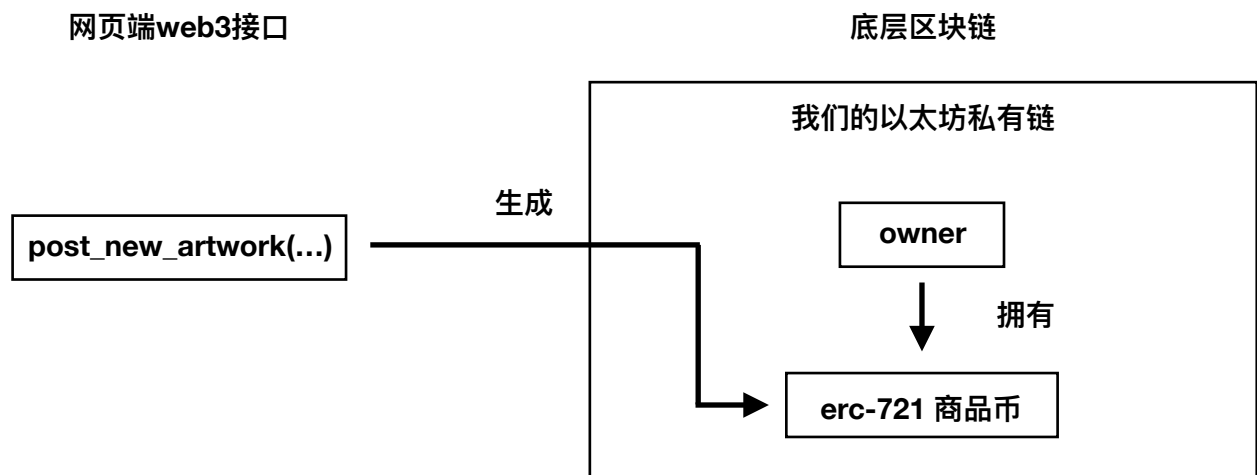 网页端web3接口
底层区块链
我们的以太坊私有链
生成
post_new_artwork(...)
owner
拥有
erc-721 商品币